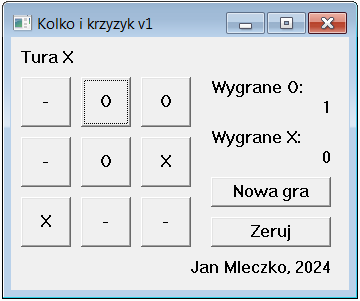 Kolko i krzyzyk v1
Tura X
- O O
- O X
X - -
Wygrane O:
1
Wygrane X:
0
Nowa gra
Zeruj
Jan Mleczko, 2024